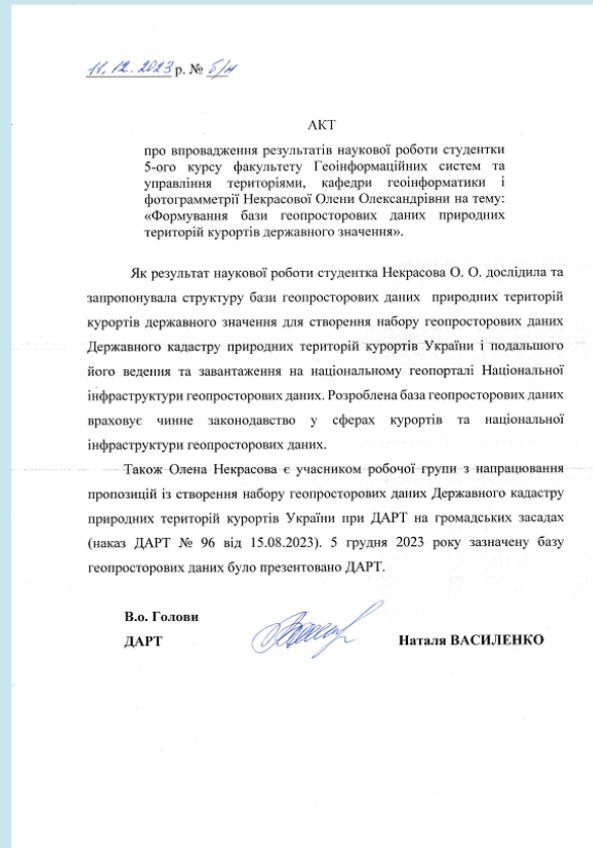 11.12.2023 р. № б/н
АКТ
про впровадження результатів наукової роботи студентки
5-ого курсу факультету Геоінформаційних систем та
управління територіями, кафедри геоінформатики і
фотограмметрії Некрасової Олени Олександрівни на тему:
«Формування бази геопросторових даних природних
територій курортів державного значення».
Як результат наукової роботи студентка Некрасова О. О. дослідила та
запропонувала структуру бази геопросторових даних природних територій
курортів державного значення для створення набору геопросторових даних
Державного кадастру природних територій курортів України і подальшого
його ведення та завантаження на національному геопорталі Національної
інфраструктури геопросторових даних. Розроблена база геопросторових даних
враховує чинне законодавство у сферах курортів та національної
інфраструктури геопросторових даних.
Також Олена Некрасова є учасником робочої групи з напрацювання
пропозицій із створення набору геопросторових даних Державного кадастру
природних територій курортів України при ДАРТ на громадських засадах
(наказ ДАРТ № 96 від 15.08.2023). 5 грудня 2023 року зазначену базу
геопросторових даних було презентовано ДАРТ.
В.о. Голови
ДАРТ Наталя ВАСИЛЕНКО